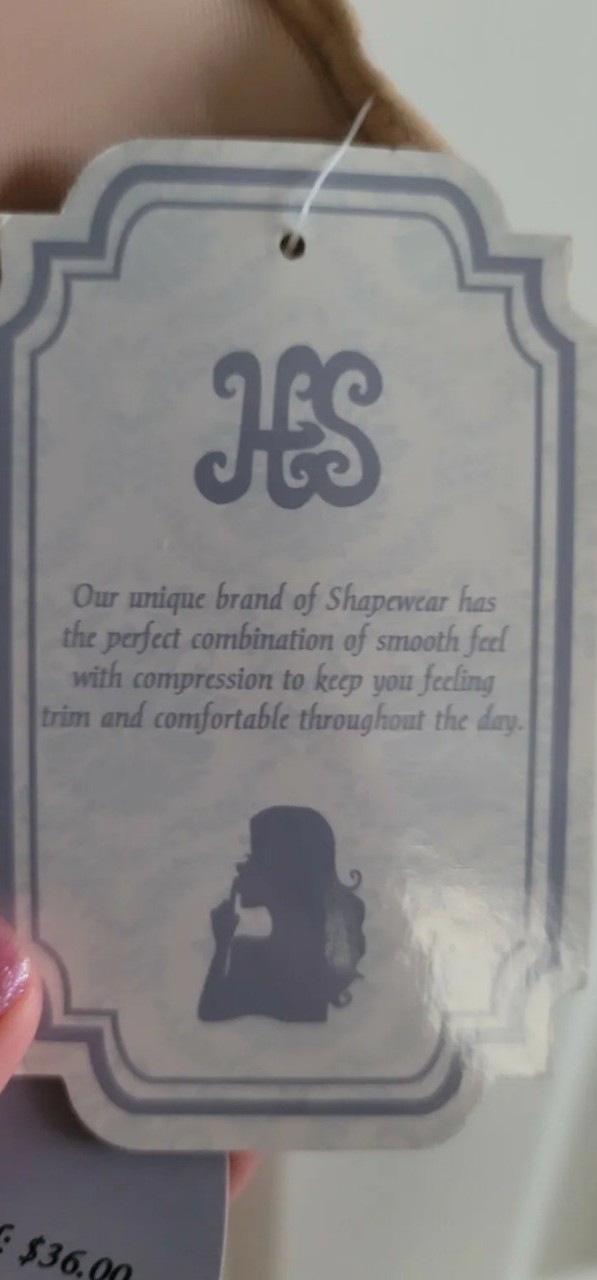 HS
Our unique brand of Shapewear has
the perfect combination of smooth feel
with compression to keep you feeling
trim and comfortable throughout the day.
$36.00